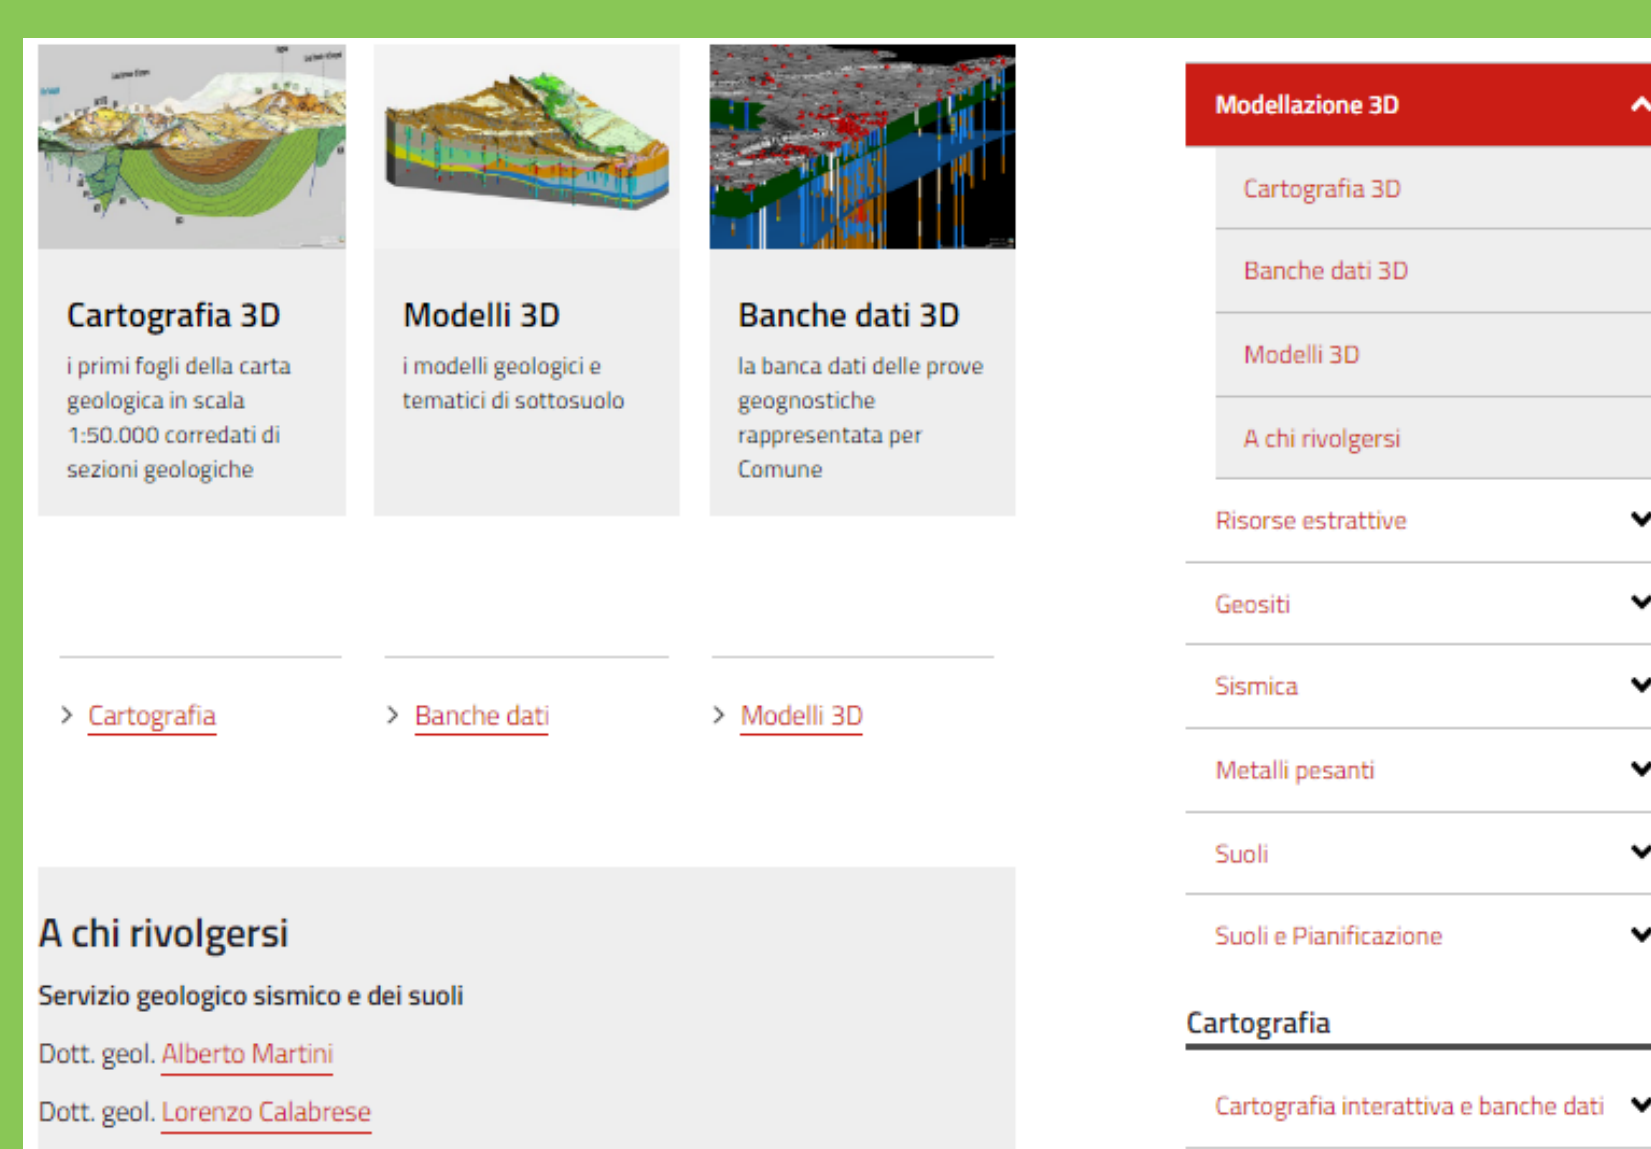 Cartografia 3D
i primi fogli della carta
geologica in scala
1:50.000 corredati di
sezioni geologiche
Modelli 3D
i modelli geologici e
tematici di sottosuolo
Banche dati 3D
la banca dati delle prove
geognostiche
rappresentata per
Comune
> Cartografia
> Banche dati
> Modelli 3D
A chi rivolgersi
Servizio geologico sismico e dei suoli
Dott. geol. Alberto Martini
Dott. geol. Lorenzo Calabrese
Modellazione 3D
Cartografia 3D
Banche dati 3D
Modelli 3D
A chi rivolgersi
Risorse estrattive
Geositi
Sismica
Metalli pesanti
Suoli
Suoli e Pianificazione
Cartografia
Cartografia interattiva e banche dati